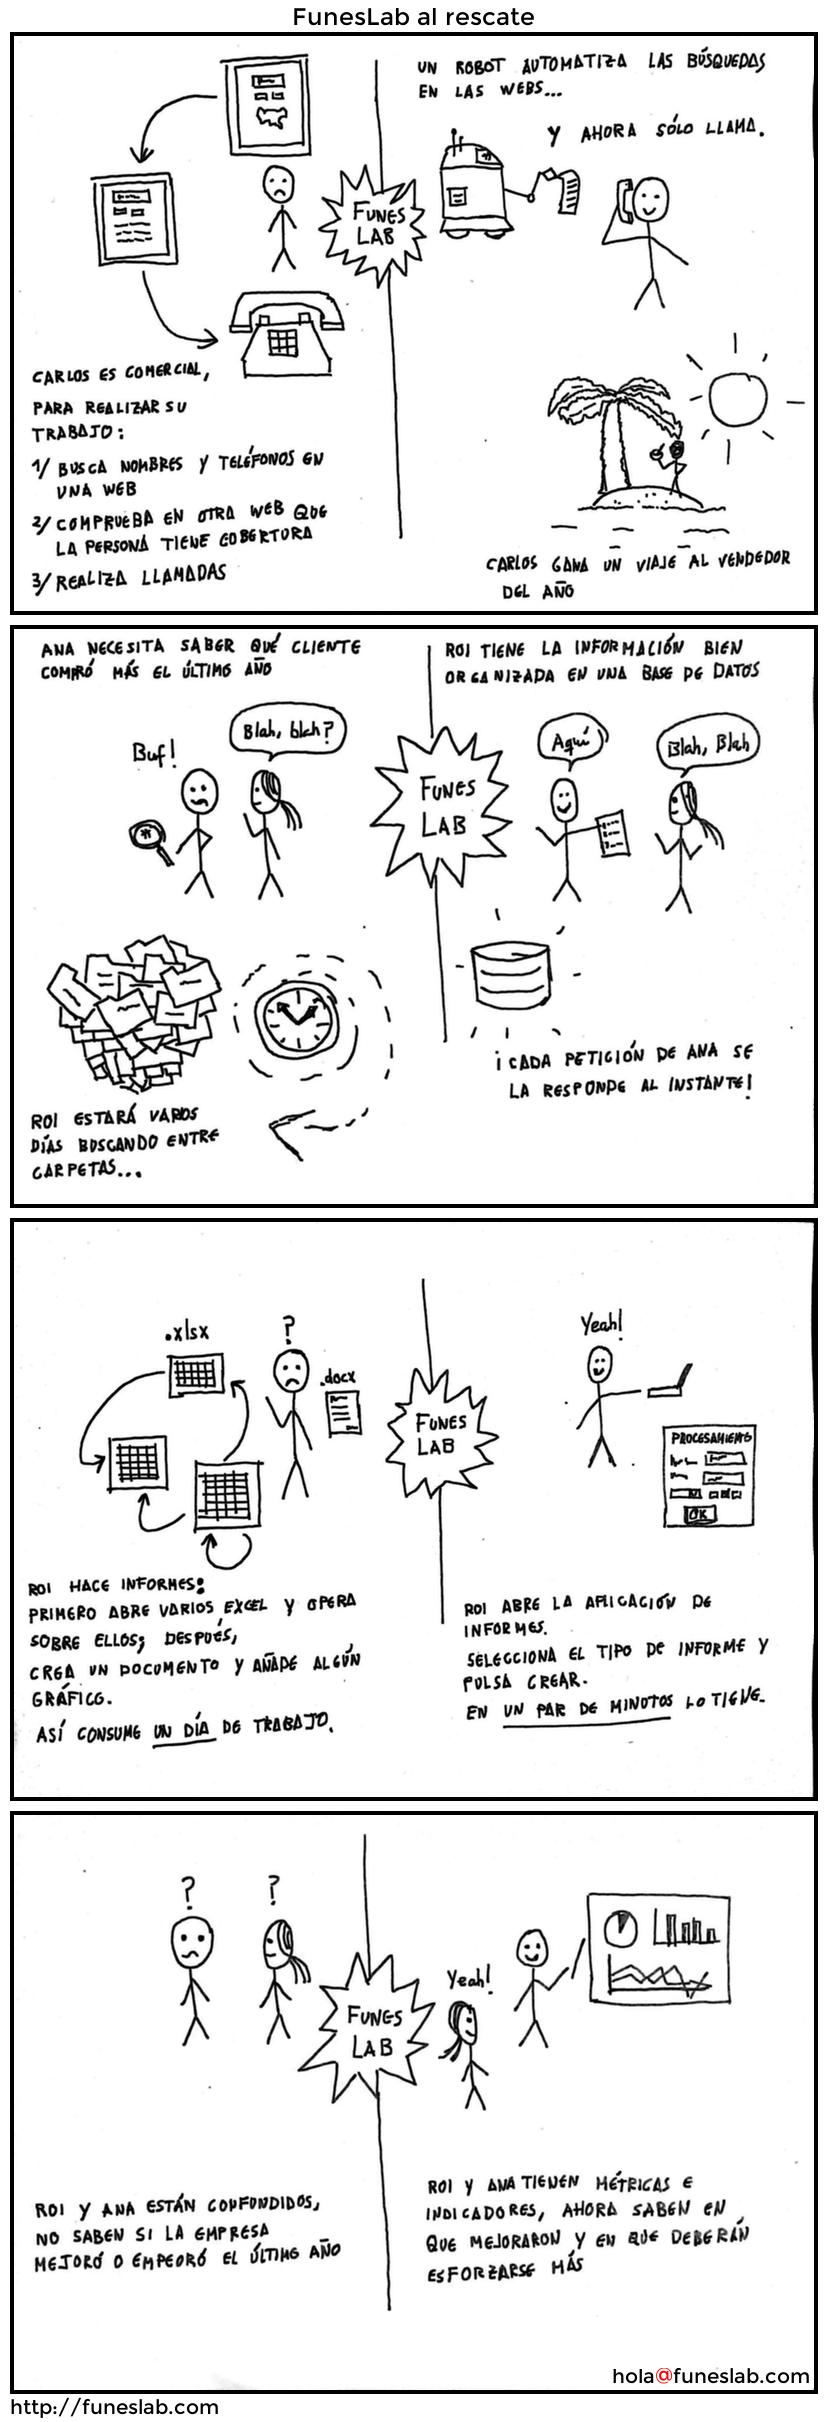 FunesLab al rescate
CARLOS ES COMERCIAL,
PARA REALIZAR SU
TRABAJO:
1/ BUSCA NOMBRES Y TELÉFONOS EN
UNA WEB
2/ COMPRUEBA EN OTRA WEB QUE
LA PERSONA TIENE COBERTURA
3/ REALIZA LLAMADAS
FUNES
LAB
UN ROBOT AUTOMATIZA LAS BÚSQUEDAS
EN LAS WEBS...
Y AHORA SÓLO LLAMA.
CARLOS GANA UN VIAJE AL VENDEDOR
DEL AÑO
ANA NECESITA SABER QUÉ CLIENTE
COMPRÓ MÁS EL ÚLTIMO AÑO
Buf!
Blah, blah?
ROI ESTARÁ VARIOS
DÍAS BUSCANDO ENTRE
CARPETAS...
FUNES
LAB
ROI TIENE LA INFORMACIÓN BIEN
ORGANIZADA EN UNA BASE DE DATOS
Aquí
Blah, Blah
¡CADA PETICIÓN DE ANA SE
LA RESPONDE AL INSTANTE!
.xlsx
?
.docx
ROI HACE INFORMES:
PRIMERO ABRE VARIOS EXCEL Y OPERA
SOBRE ELLOS; DESPUÉS,
CREA UN DOCUMENTO Y AÑADE ALGÚN
GRÁFICO.
ASÍ CONSUME UN DÍA DE TRABAJO.
FUNES
LAB
Yeah!
PROCESAMIENTO
OK
ROI ABRE LA APLICACIÓN DE
INFORMES.
SELECCIONA EL TIPO DE INFORME Y
PULSA CREAR.
EN UN PAR DE MINUTOS LO TIENE.
?
?
ROI Y ANA ESTÁN CONFUNDIDOS,
NO SABEN SI LA EMPRESA
MEJORÓ O EMPEORÓ EL ÚLTIMO AÑO
FUNES
LAB
Yeah!
ROI Y ANA TIENEN MÉTRICAS E
INDICADORES, AHORA SABEN EN
QUE MEJORARON Y EN QUE DEBERÁN
ESFORZARSE MÁS
hola@funeslab.com
http://funeslab.com